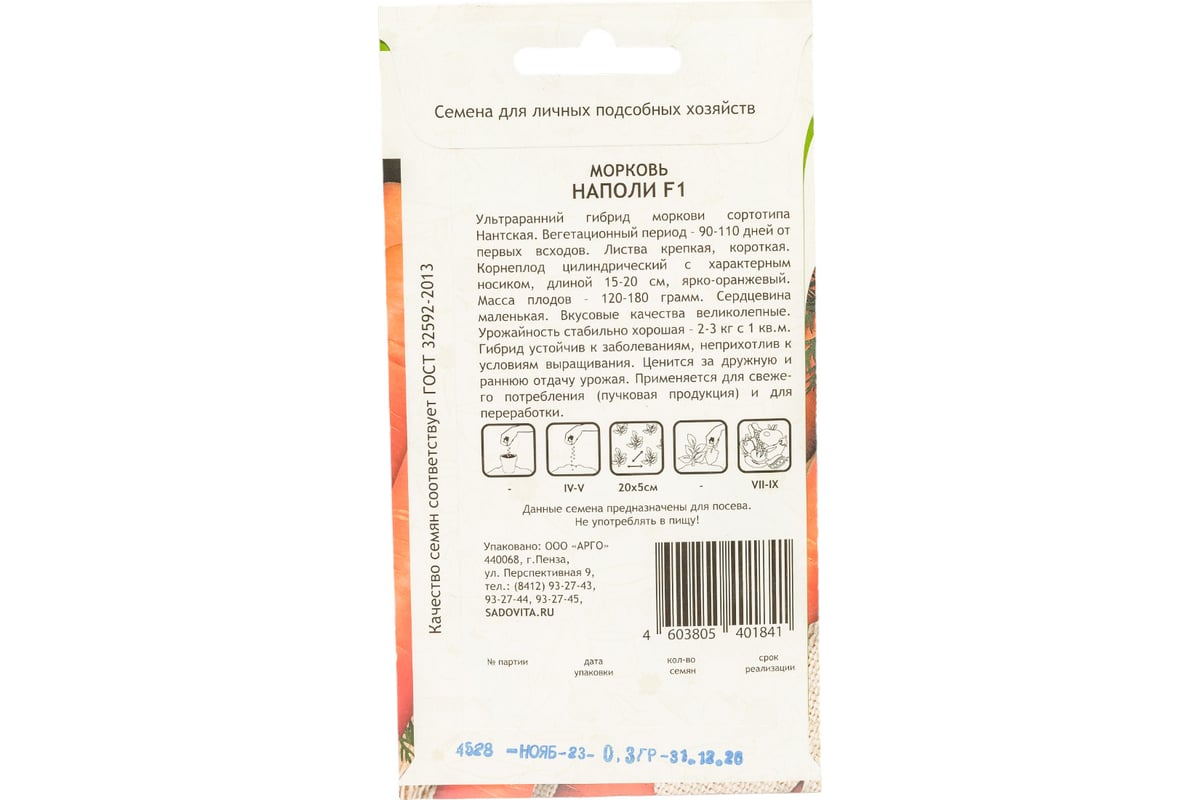 Семена для личных подсобных хозяйств
МОРКОВЬ
НАПОЛИ F1
Ультраранний гибрид моркови сортотипа
Нантская. Вегетационный период - 90-110 дней от
первых всходов. Листва крепкая, короткая.
Корнеплод цилиндрический с характерным
носиком, длиной 15-20 см, ярко-оранжевый.
Масса плодов - 120-180 грамм. Сердцевина
маленькая. Вкусовые качества великолепные.
Урожайность стабильно хорошая - 2-3 кг с 1 кв.м.
Гибрид устойчив к заболеваниям, неприхотлив к
условиям выращивания. Ценится за дружную и
раннюю отдачу урожая. Применяется для свеже-
го потребления (пучковая продукция) и для
переработки.
Качество семян соответствует ГОСТ 32592-2013
- IV-V 20x5см - VII-IX
Данные семена предназначены для посева.
Не употреблять в пищу!
Упаковано: ООО «АРГО»
440068, г.Пенза,
ул. Перспективная 9,
тел.: (8412) 93-27-43,
93-27-44, 93-27-45,
SADOVITA.RU
4 603805 401841
№ партии
дата
упаковки
кол-во
семян
срок
реализации
4528 -НОЯБ-23- 0,3ГР -31.12.26